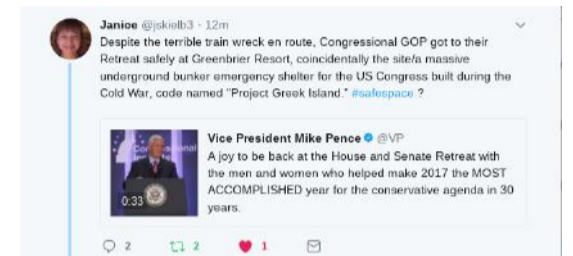 Janice @jskielb3 · 12m
Despite the terrible train wreck en route, Congressional GOP got to their
Retreat safely at Greenbrier Resort, coincidentally the site/a massive
underground bunker emergency shelter for the US Congress built during the
Cold War, code named "Project Greek Island." #safespace ?
Vice President Mike Pence @VP
A joy to be back at the House and Senate Retreat with
the men and women who helped make 2017 the MOST
ACCOMPLISHED year for the conservative agenda in 30
years.
0:33
2 2 1